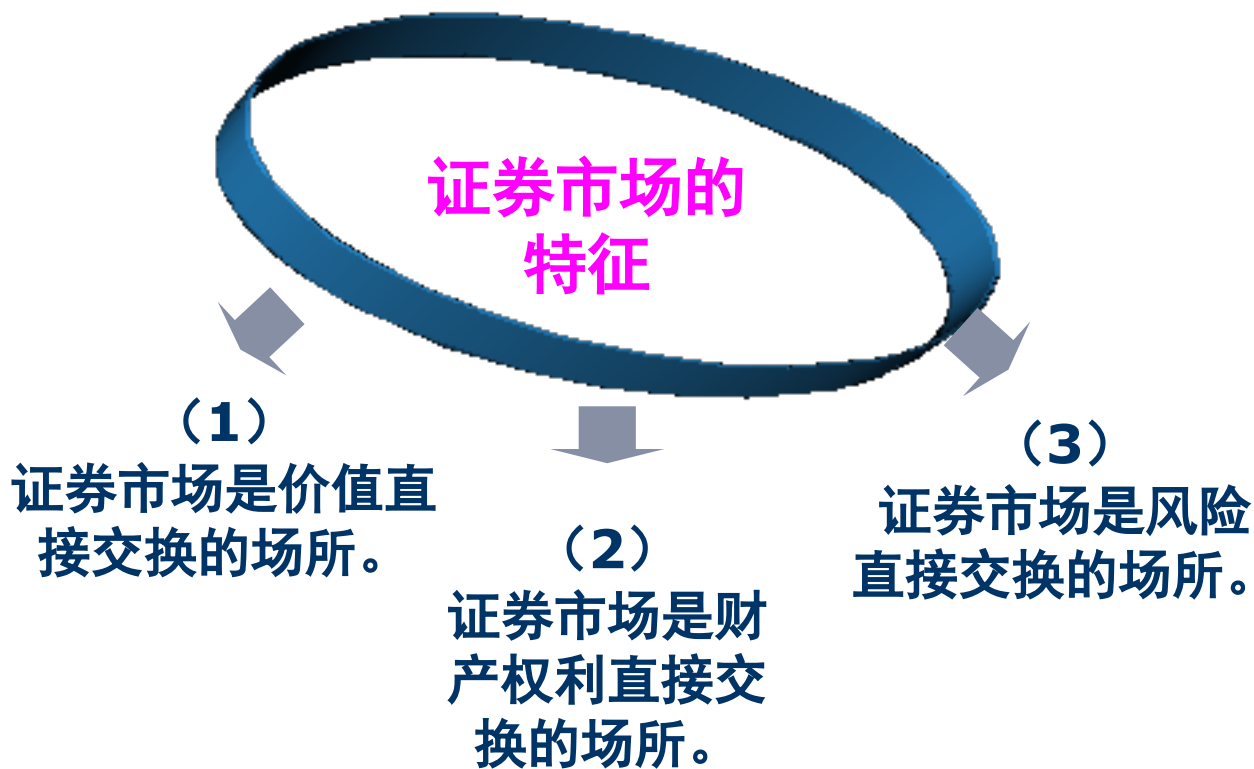 证券市场的
特征
（1）
证券市场是价值直
接交换的场所。
（2）
证券市场是财
产权利直接交
换的场所。
（3）
证券市场是风险
直接交换的场所。